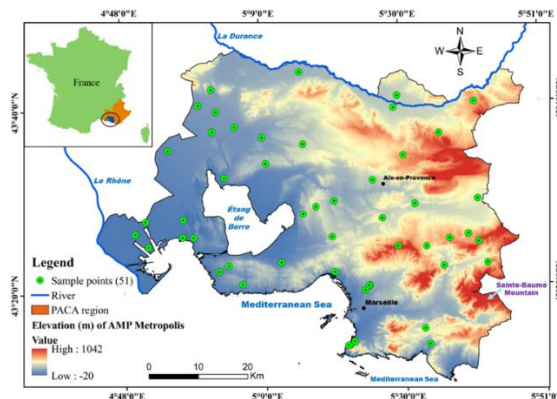 4°48'0"E
5°9'0"E
5°30'0"E
5°51'0"E
La Durance
N
W
E
S
France
PACA region
43°40'0"N
Le Rhône
Aix-en-Provence
Étang
de
Berre
Legend
Sample points (51)
River
PACA region
Elevation (m) of AMP Metropolis
Value
High : 1042
Low : -20
43°20'0"N
Mediterranean Sea
Marseille
Sainte-Baume
Mountain
0
10
20
Km
Mediterranean Sea
4°48'0"E
5°9'0"E
5°30'0"E
5°51'0"E